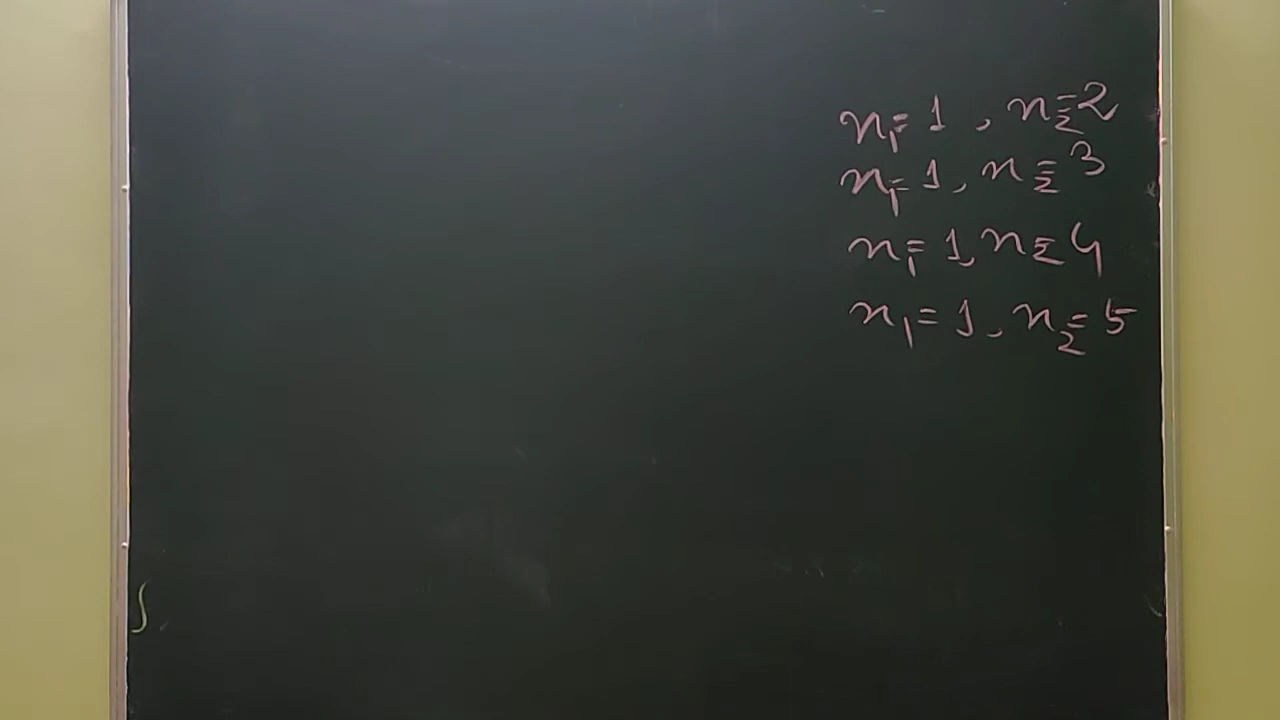 n₁ = 1, n₂ = 2
n₁ = 1, n₂ = 3
n₁ = 1, n₂ = 4
n₁ = 1, n₂ = 5